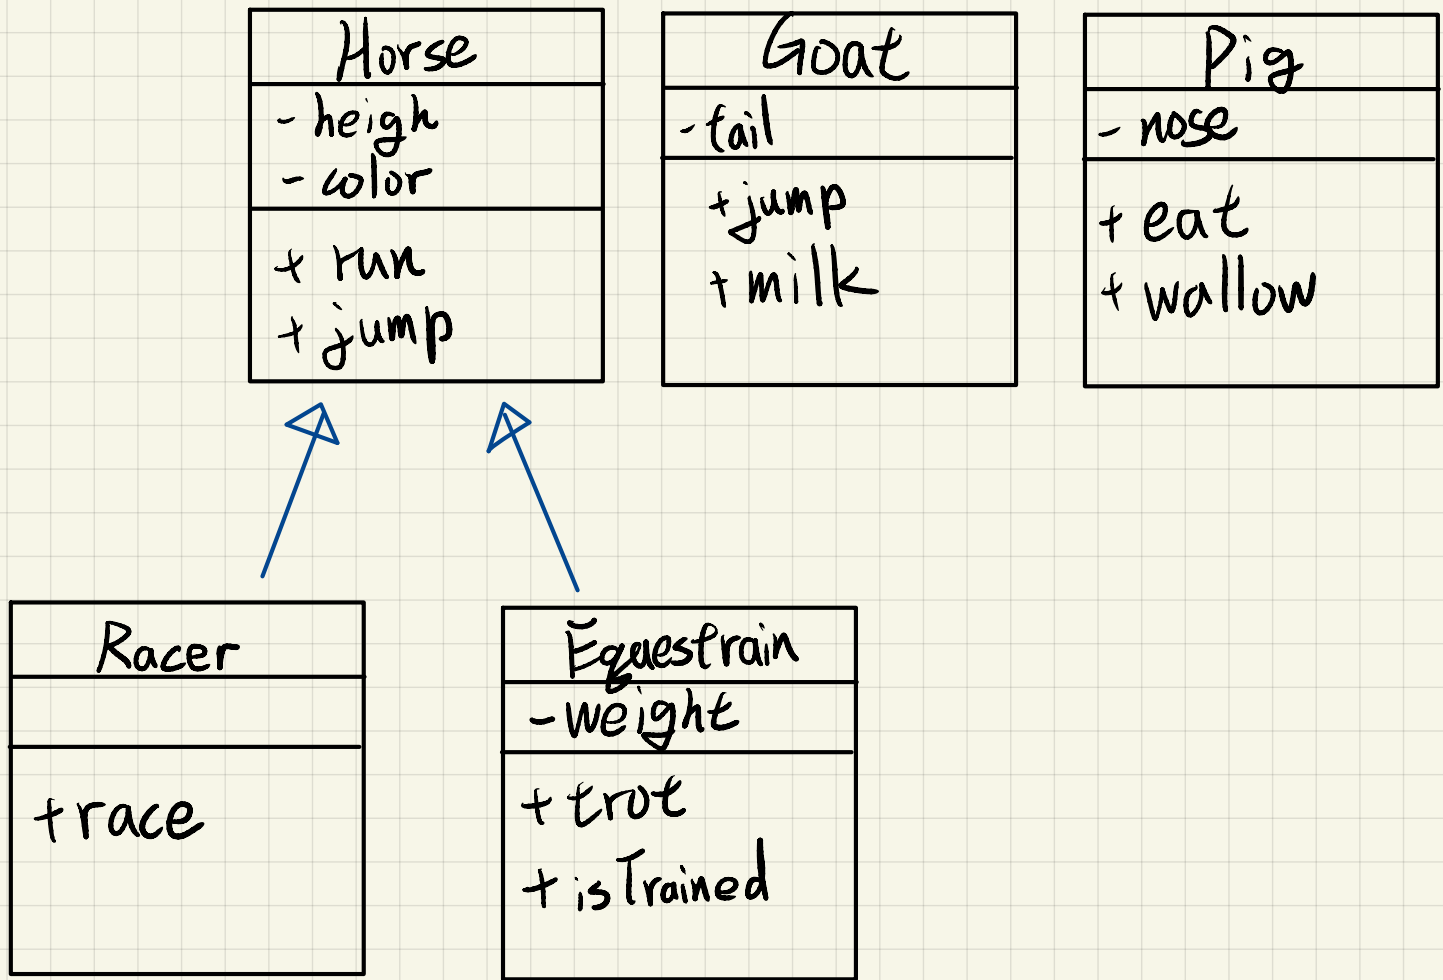 Horse
- heigh
- color
+ run
+ jump
Goat
- tail
+ jump
+ milk
Pig
- nose
+ eat
+ wallow
Racer
+ race
Equestrain
- weight
+ trot
+ isTrained